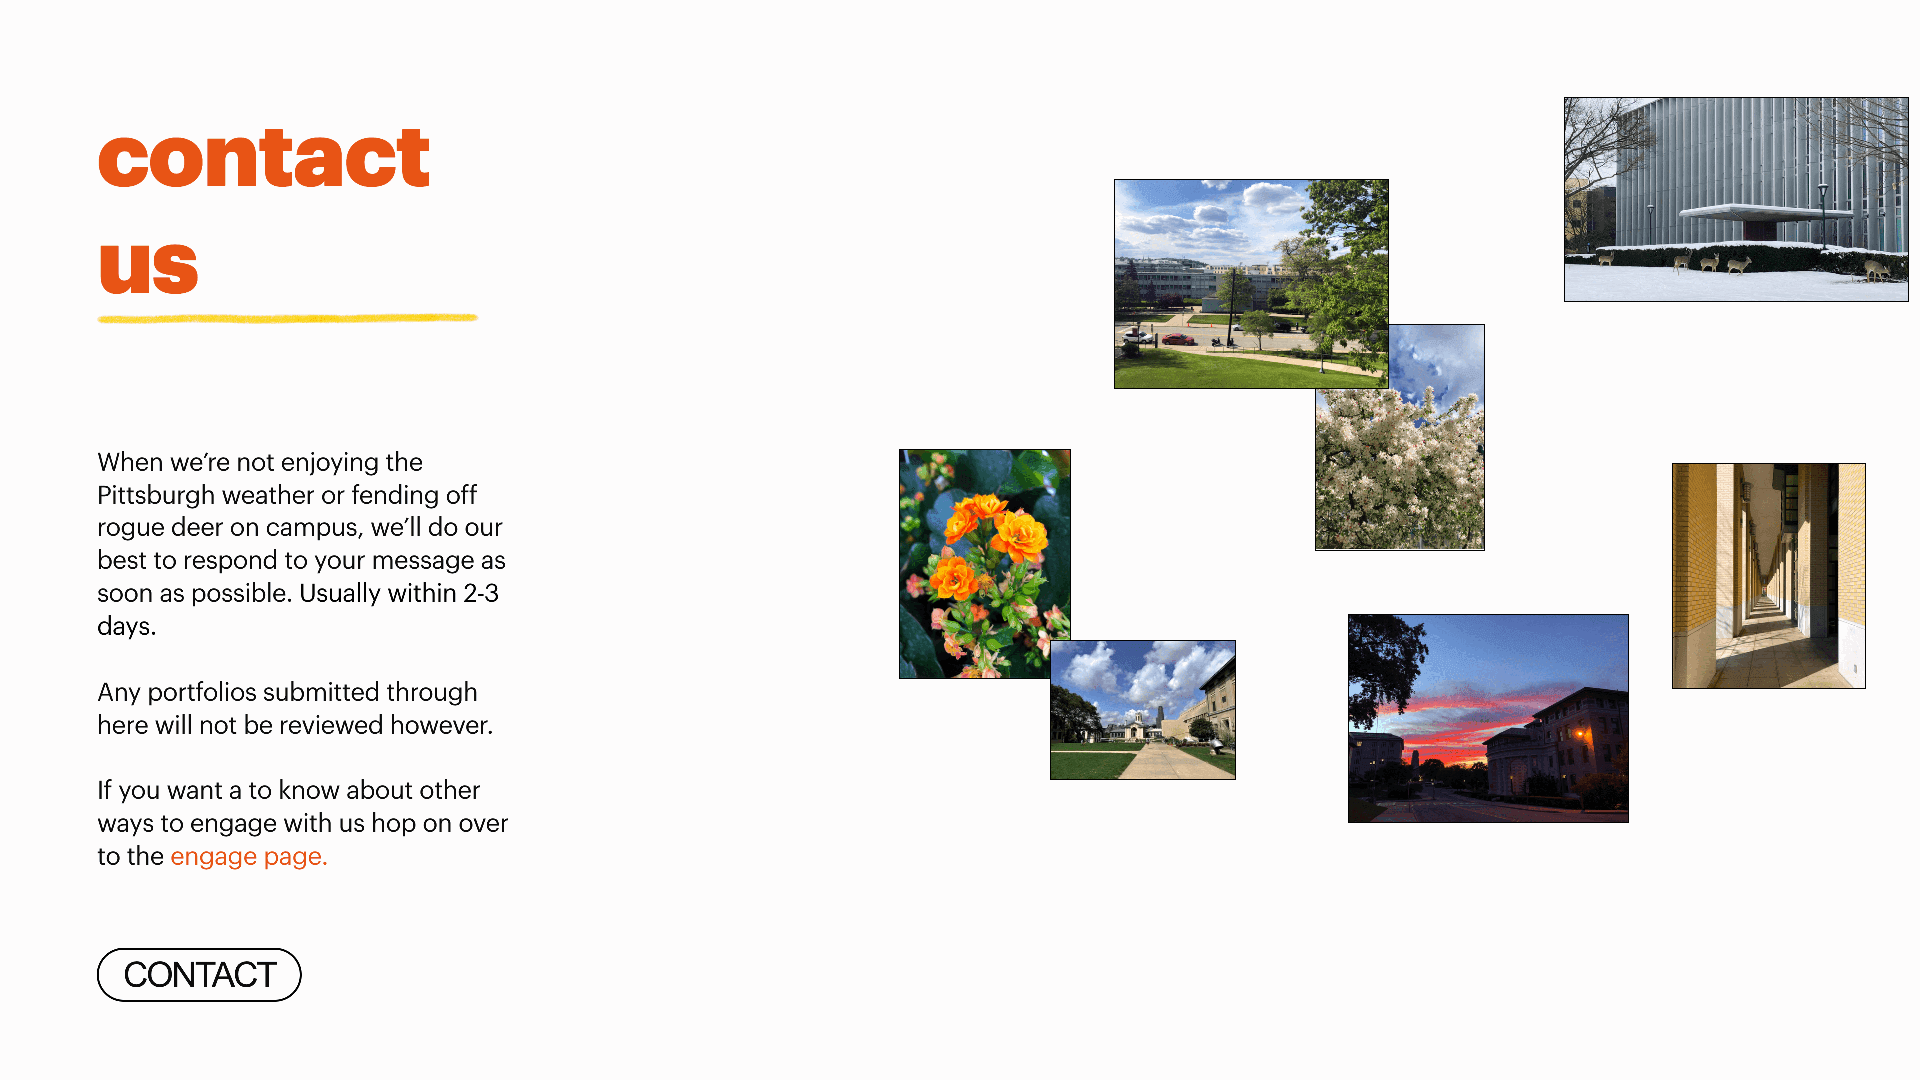 contact
us
When we’re not enjoying the
Pittsburgh weather or fending off
rogue deer on campus, we’ll do our
best to respond to your message as
soon as possible. Usually within 2-3
days.
Any portfolios submitted through
here will not be reviewed however.
If you want a to know about other
ways to engage with us hop on over
to the engage page.
CONTACT